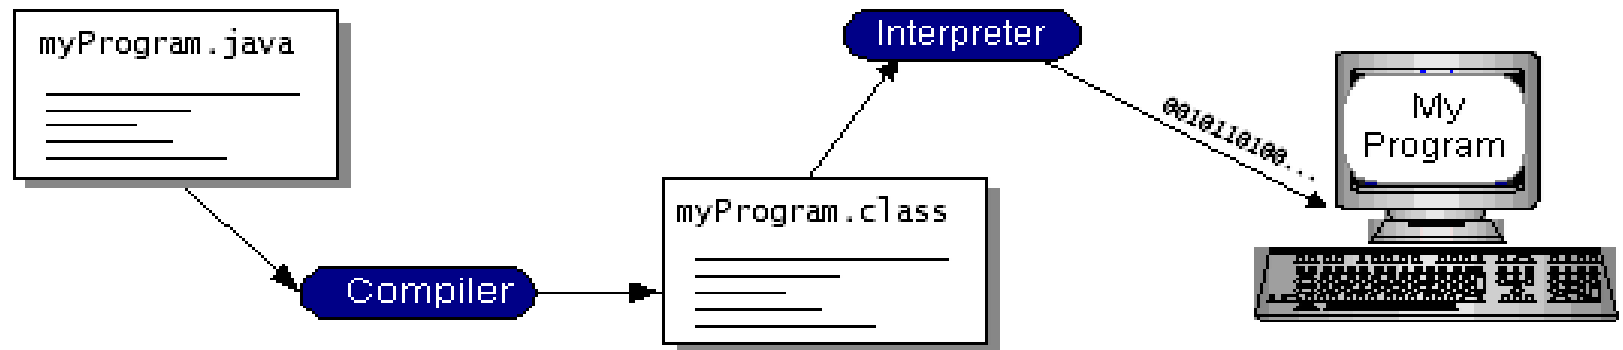 myProgram.java
Compiler
myProgram.class
Interpreter
0010110100...
My
Program